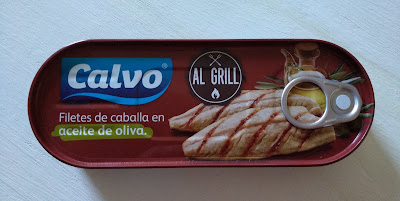 Calvo
AL GRILL
Filetes de caballa en
aceite de oliva.